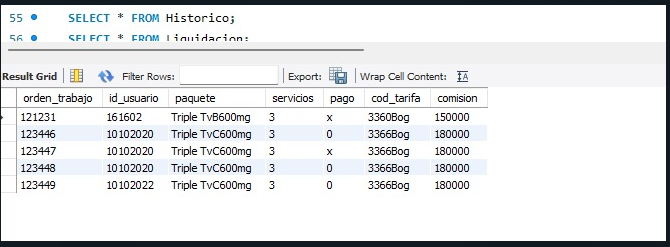 55 SELECT * FROM Historico;
56 SELECT * FROM Liquidacion;
Result Grid Filter Rows: Export: Wrap Cell Content: IA
orden_trabajo id_usuario paquete servicios pago cod_tarifa comision
121231 161602 Triple TvB600mg 3 x 3360Bog 150000
123446 10102020 Triple TvC600mg 3 0 3366Bog 180000
123447 10102020 Triple TvC600mg 3 x 3366Bog 180000
123448 10102020 Triple TvC600mg 3 0 3366Bog 180000
123449 10102022 Triple TvC600mg 3 0 3366Bog 180000